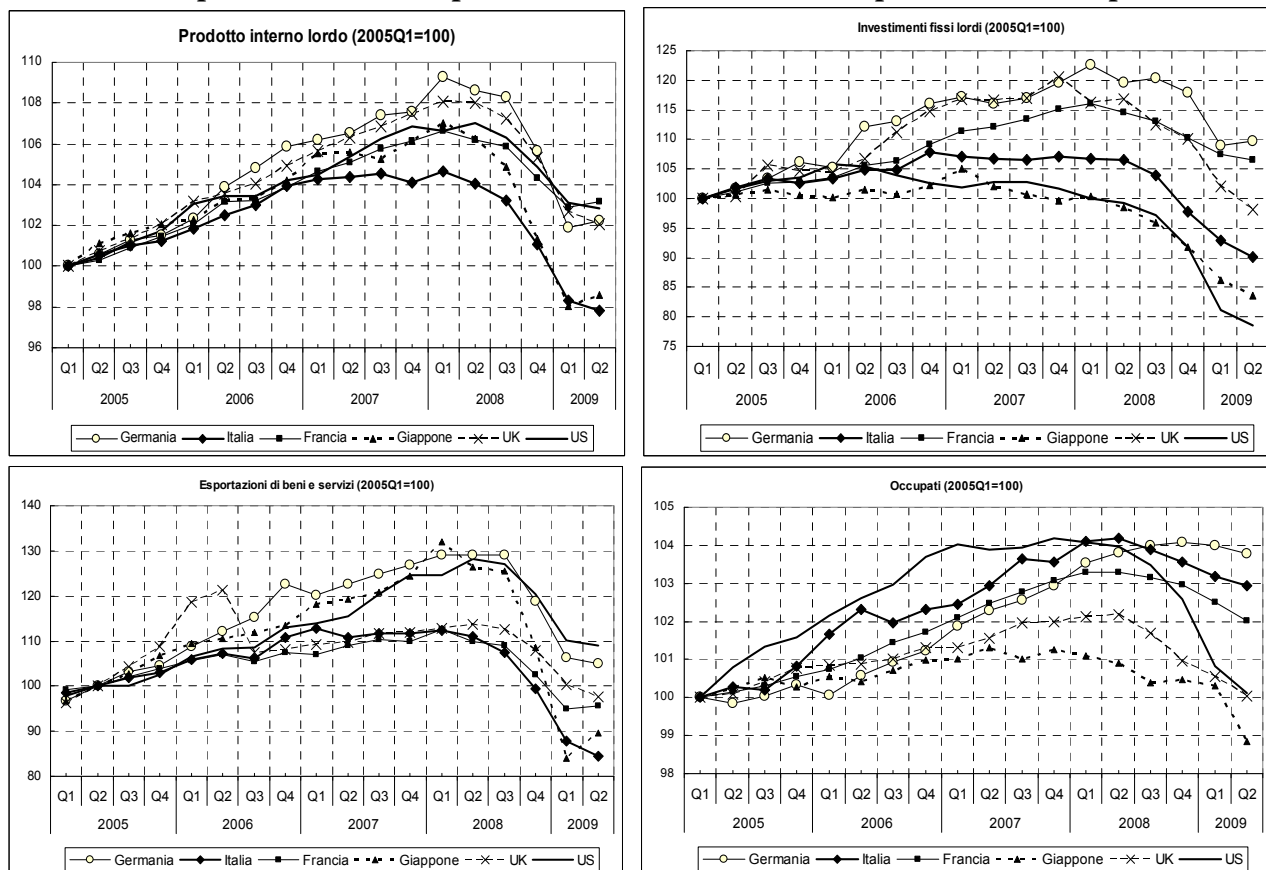 Prodotto interno lordo (2005Q1=100)
110
108
106
104
102
100
98
96
Q1 Q2 Q3 Q4 Q1 Q2 Q3 Q4 Q1 Q2 Q3 Q4 Q1 Q2 Q3 Q4 Q1 Q2
2005 2006 2007 2008 2009
Germania Italia Francia Giappone UK US
Investimenti fissi lordi (2005Q1=100)
125
120
115
110
105
100
95
90
85
80
75
Q1 Q2 Q3 Q4 Q1 Q2 Q3 Q4 Q1 Q2 Q3 Q4 Q1 Q2 Q3 Q4 Q1 Q2
2005 2006 2007 2008 2009
Germania Italia Francia Giappone UK US
Esportazioni di beni e servizi (2005Q1=100)
140
130
120
110
100
90
80
Q1 Q2 Q3 Q4 Q1 Q2 Q3 Q4 Q1 Q2 Q3 Q4 Q1 Q2 Q3 Q4 Q1 Q2
2005 2006 2007 2008 2009
Germania Italia Francia Giappone UK US
Occupati (2005Q1=100)
105
104
103
102
101
100
99
98
Q1 Q2 Q3 Q4 Q1 Q2 Q3 Q4 Q1 Q2 Q3 Q4 Q1 Q2 Q3 Q4 Q1 Q2
2005 2006 2007 2008 2009
Germania Italia Francia Giappone UK US